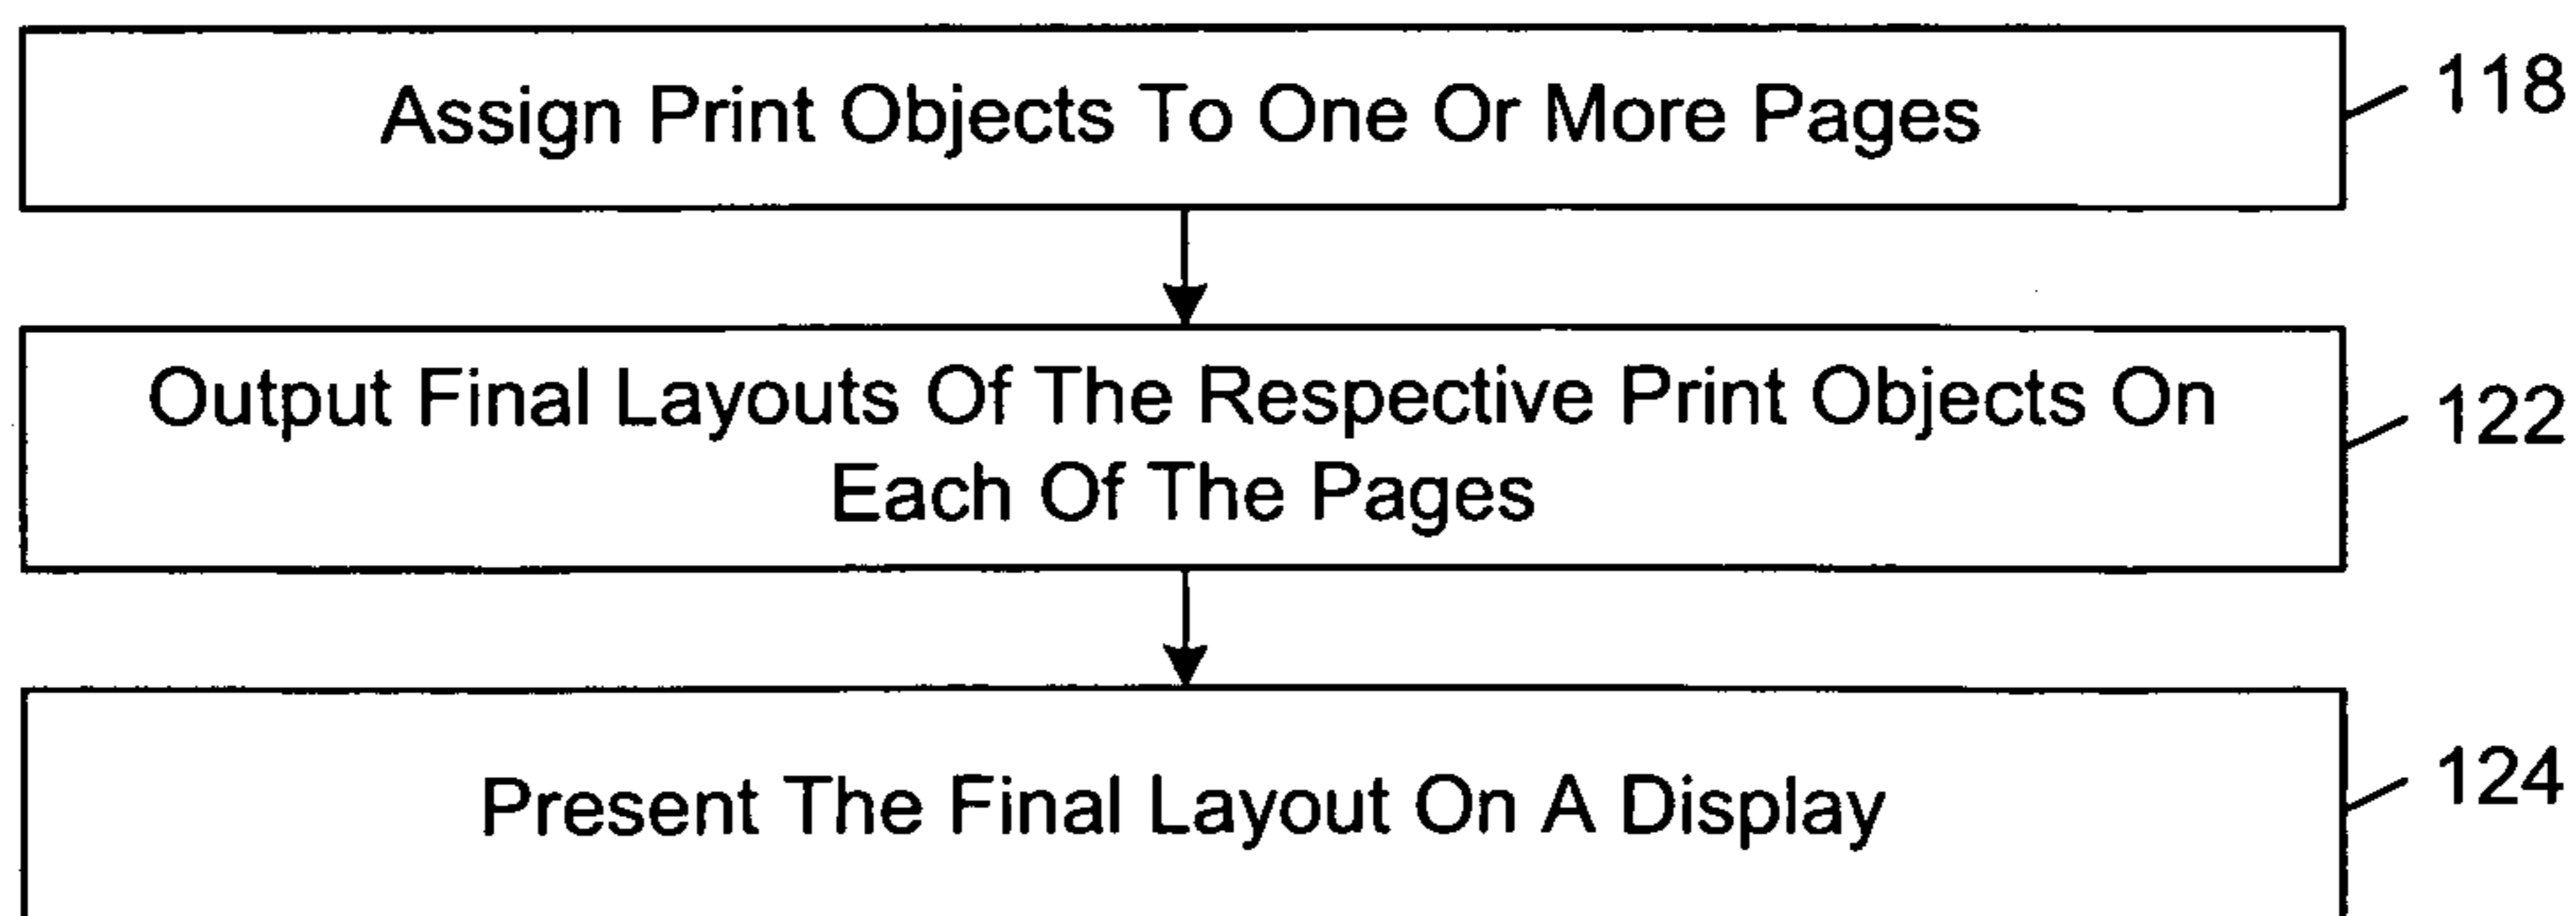 Assign Print Objects To One Or More Pages
118
Output Final Layouts Of The Respective Print Objects On
Each Of The Pages
122
Present The Final Layout On A Display
124